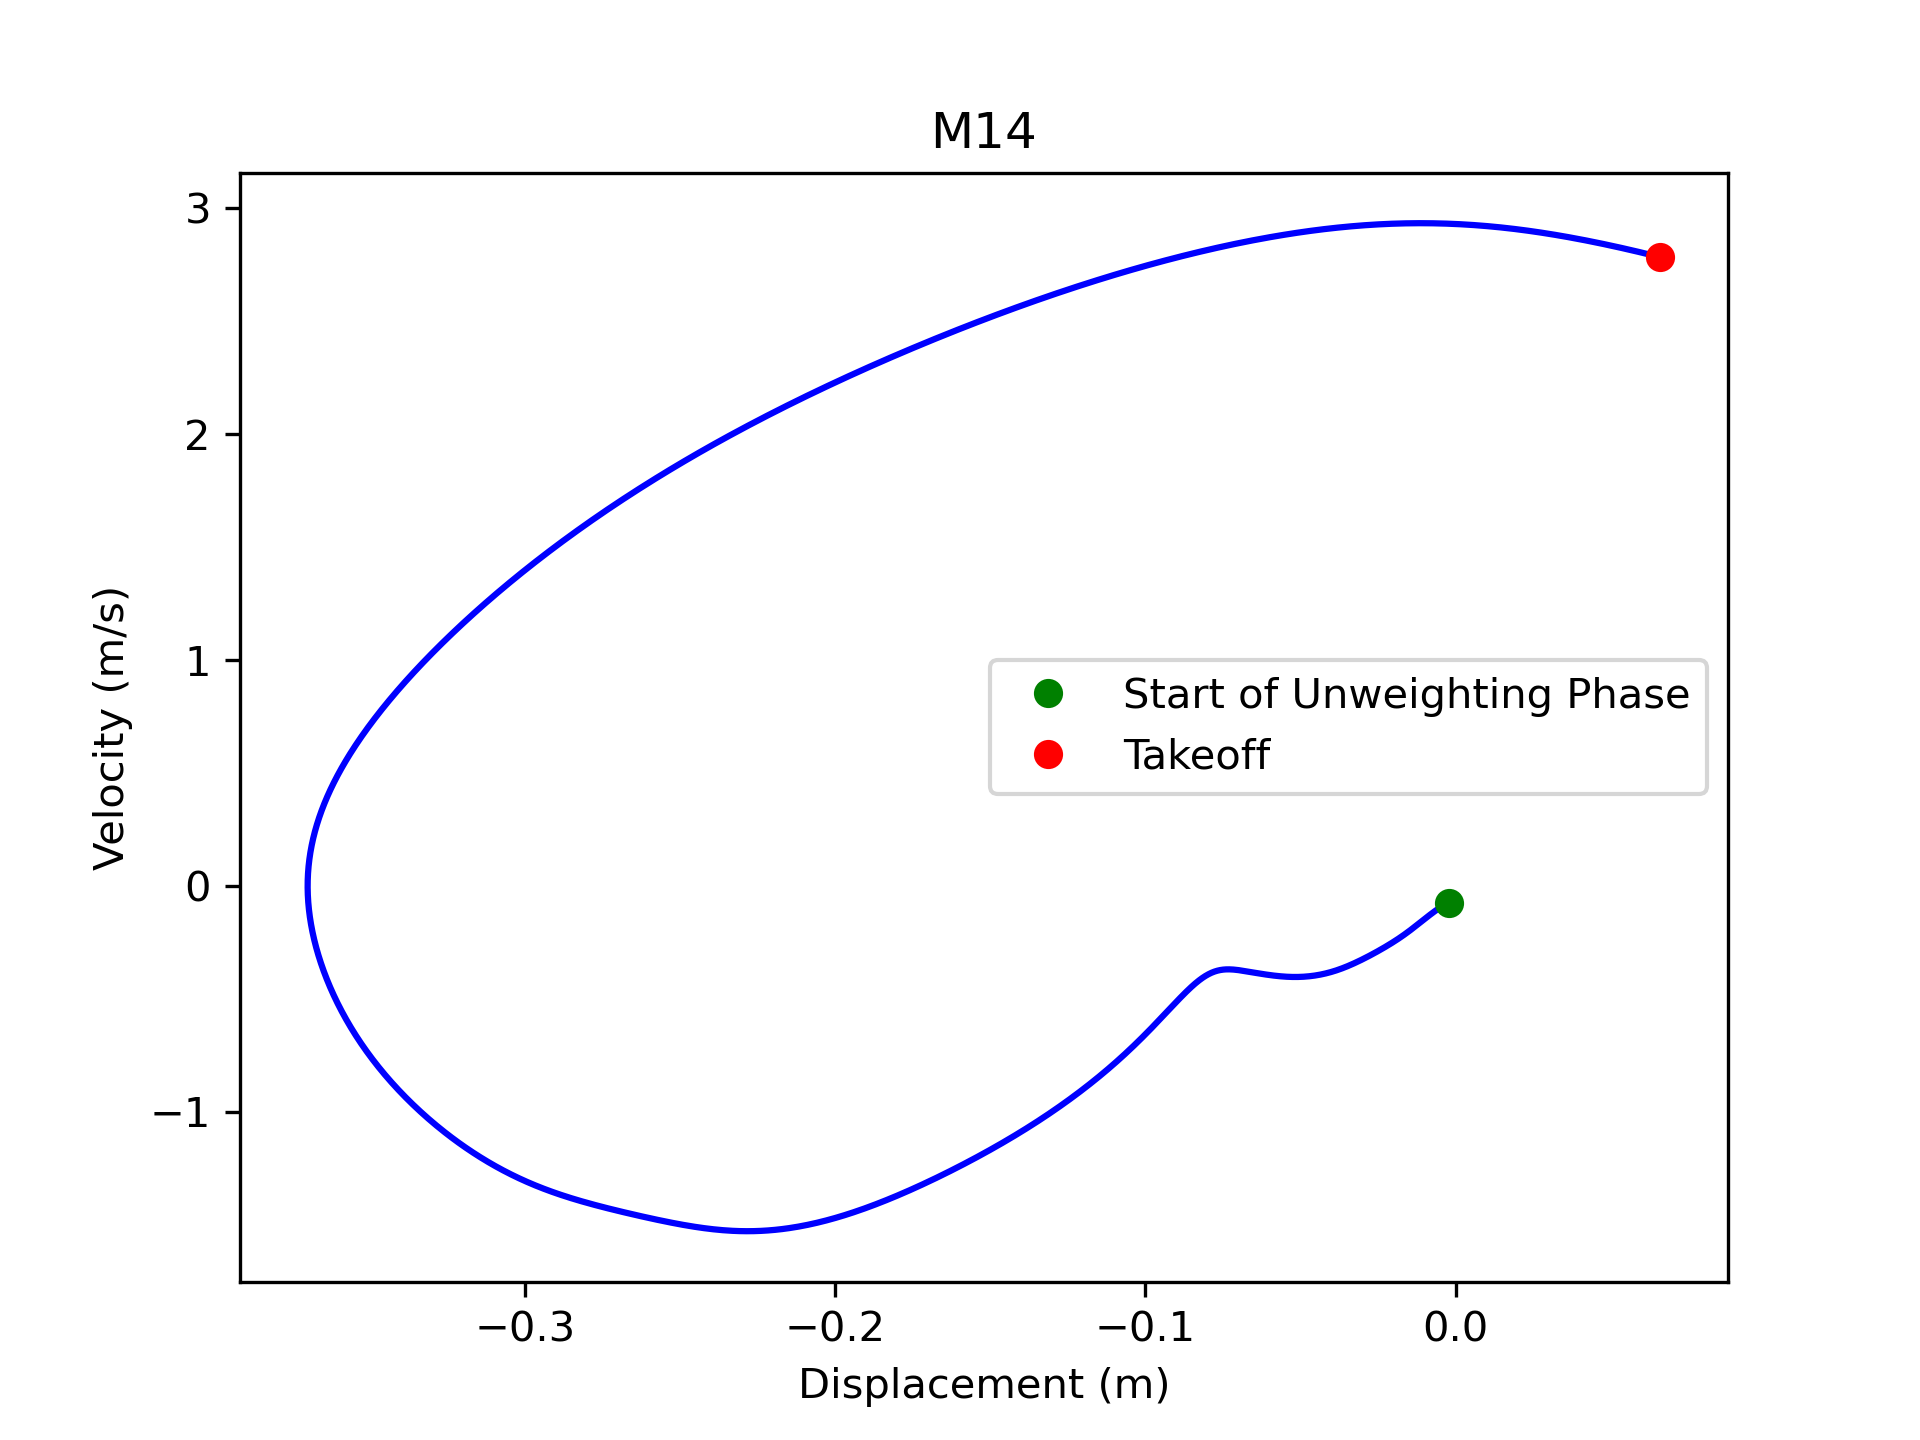 M14
3
2
1
0
−1
Velocity (m/s)
Start of Unweighting Phase
Takeoff
−0.3
−0.2
−0.1
0.0
Displacement (m)